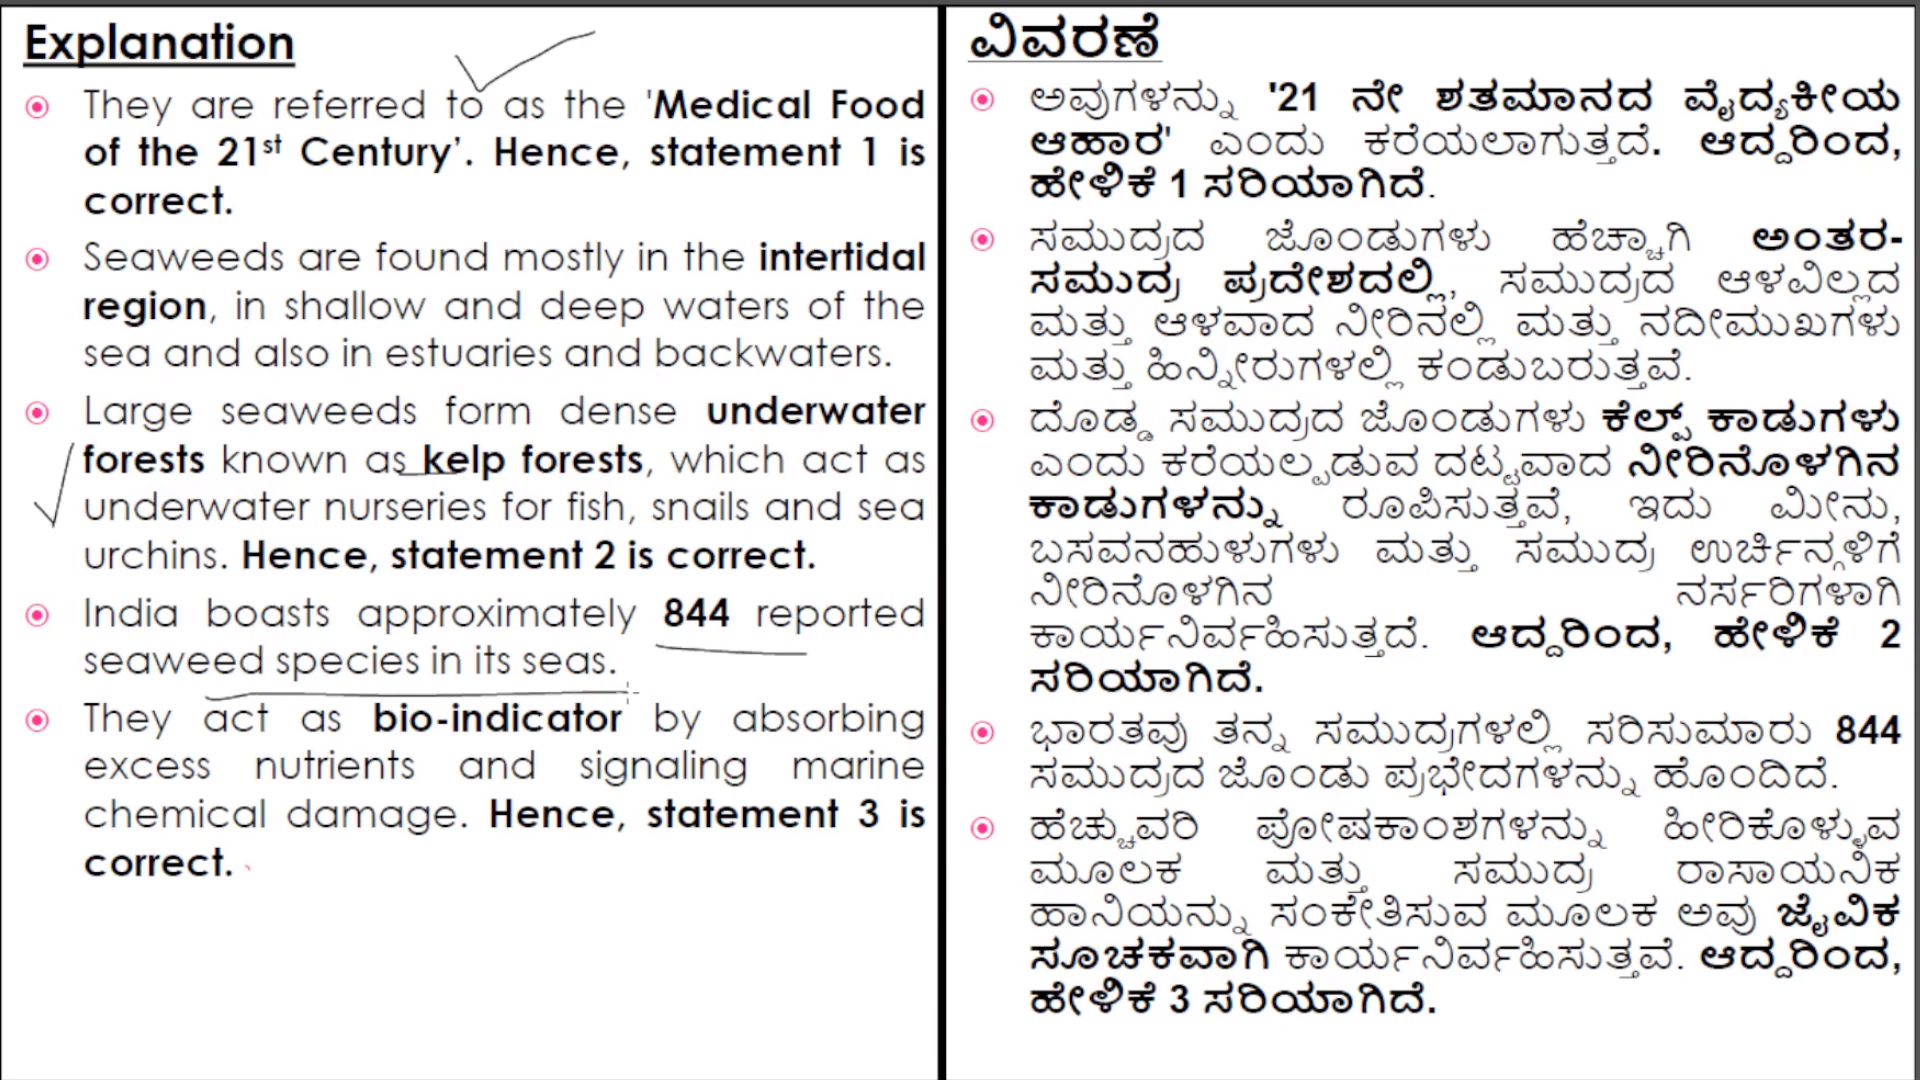 Explanation
They are referred to as the 'Medical Food
of the 21st Century'. Hence, statement 1 is
correct.
Seaweeds are found mostly in the intertidal
region, in shallow and deep waters of the
sea and also in estuaries and backwaters.
Large seaweeds form dense underwater
forests known as kelp forests, which act as
underwater nurseries for fish, snails and sea
urchins. Hence, statement 2 is correct.
India boasts approximately 844 reported
seaweed species in its seas.
They act as bio-indicator by absorbing
excess nutrients and signaling marine
chemical damage. Hence, statement 3 is
correct.
ವಿವರಣೆ
ಅವುಗಳನ್ನು '21 ನೇ ಶತಮಾನದ ವೈದ್ಯಕೀಯ
ಆಹಾರ' ಎಂದು ಕರೆಯಲಾಗುತ್ತದೆ. ಆದ್ದರಿಂದ,
ಹೇಳಿಕೆ 1 ಸರಿಯಾಗಿದೆ.
ಸಮುದ್ರದ ಜೊಂಡುಗಳು ಹೆಚ್ಚಾಗಿ ಅಂತರ-
ಸಮುದ್ರ ಪ್ರದೇಶದಲ್ಲಿ, ಸಮುದ್ರದ ಆಳವಿಲ್ಲದ
ಮತ್ತು ಆಳವಾದ ನೀರಿನಲ್ಲಿ ಮತ್ತು ನದೀಮುಖಗಳು
ಮತ್ತು ಹಿನ್ನೀರುಗಳಲ್ಲಿ ಕಂಡುಬರುತ್ತವೆ.
ದೊಡ್ಡ ಸಮುದ್ರದ ಜೊಂಡುಗಳು ಕೆಲ್ಪ್ ಕಾಡುಗಳು
ಎಂದು ಕರೆಯಲ್ಪಡುವ ದಟ್ಟವಾದ ನೀರಿನೊಳಗಿನ
ಕಾಡುಗಳನ್ನು ರೂಪಿಸುತ್ತವೆ, ಇದು ಮೀನು,
ಬಸವನಹುಳುಗಳು ಮತ್ತು ಸಮುದ್ರ ಉರ್ಚಿನ್ಗಳಿಗೆ
ನೀರಿನೊಳಗಿನ ನರ್ಸರಿಗಳಾಗಿ
ಕಾರ್ಯನಿರ್ವಹಿಸುತ್ತದೆ. ಆದ್ದರಿಂದ, ಹೇಳಿಕೆ 2
ಸರಿಯಾಗಿದೆ.
ಭಾರತವು ತನ್ನ ಸಮುದ್ರಗಳಲ್ಲಿ ಸರಿಸುಮಾರು 844
ಸಮುದ್ರದ ಜೊಂಡು ಪ್ರಭೇದಗಳನ್ನು ಹೊಂದಿದೆ.
ಹೆಚ್ಚುವರಿ ಪೋಷಕಾಂಶಗಳನ್ನು ಹೀರಿಕೊಳ್ಳುವ
ಮೂಲಕ ಮತ್ತು ಸಮುದ್ರ ರಾಸಾಯನಿಕ
ಹಾನಿಯನ್ನು ಸಂಕೇತಿಸುವ ಮೂಲಕ ಅವು ಜೈವಿಕ
ಸೂಚಕವಾಗಿ ಕಾರ್ಯನಿರ್ವಹಿಸುತ್ತವೆ. ಆದ್ದರಿಂದ,
ಹೇಳಿಕೆ 3 ಸರಿಯಾಗಿದೆ.